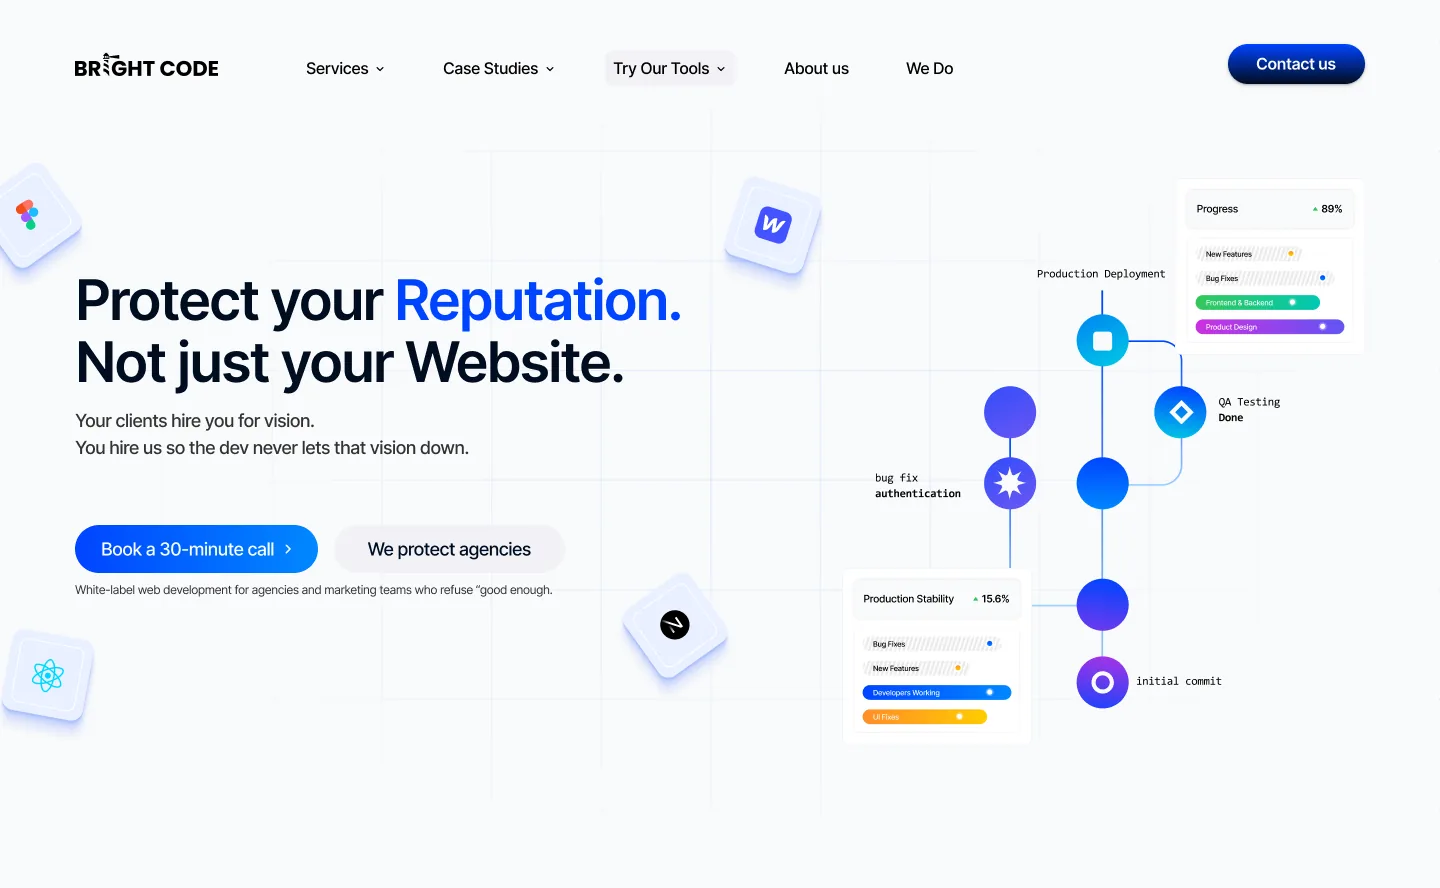 BRIGHT CODE
Services
Case Studies
Try Our Tools
About us
We Do
Contact us
Protect your Reputation.
Not just your Website.
Your clients hire you for vision.
You hire us so the dev never lets that vision down.
Book a 30-minute call
We protect agencies
White-label web development for agencies and marketing teams who refuse “good enough.
Progress
89%
New Features
Bug Fixes
Frontend & Backend
Product Design
Production Deployment
QA Testing
Done
bug fix
authentication
Production Stability
15.6%
Bug Fixes
New Features
Developers Working
UI Fixes
initial commit